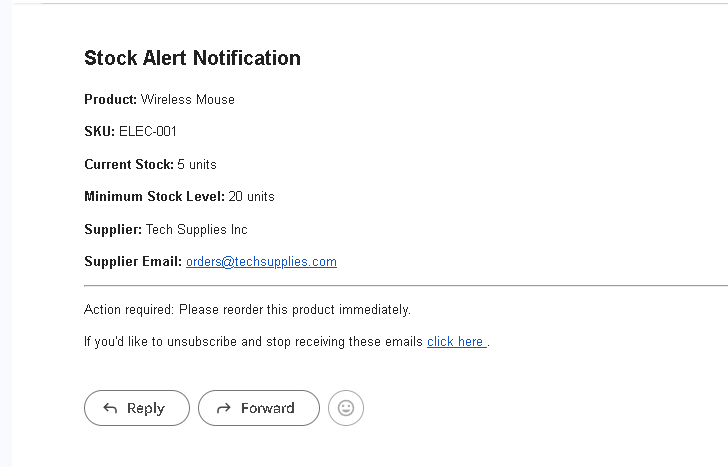 Stock Alert Notification
Product: Wireless Mouse
SKU: ELEC-001
Current Stock: 5 units
Minimum Stock Level: 20 units
Supplier: Tech Supplies Inc
Supplier Email: orders@techsupplies.com
Action required: Please reorder this product immediately.
If you'd like to unsubscribe and stop receiving these emails click here .
Reply Forward